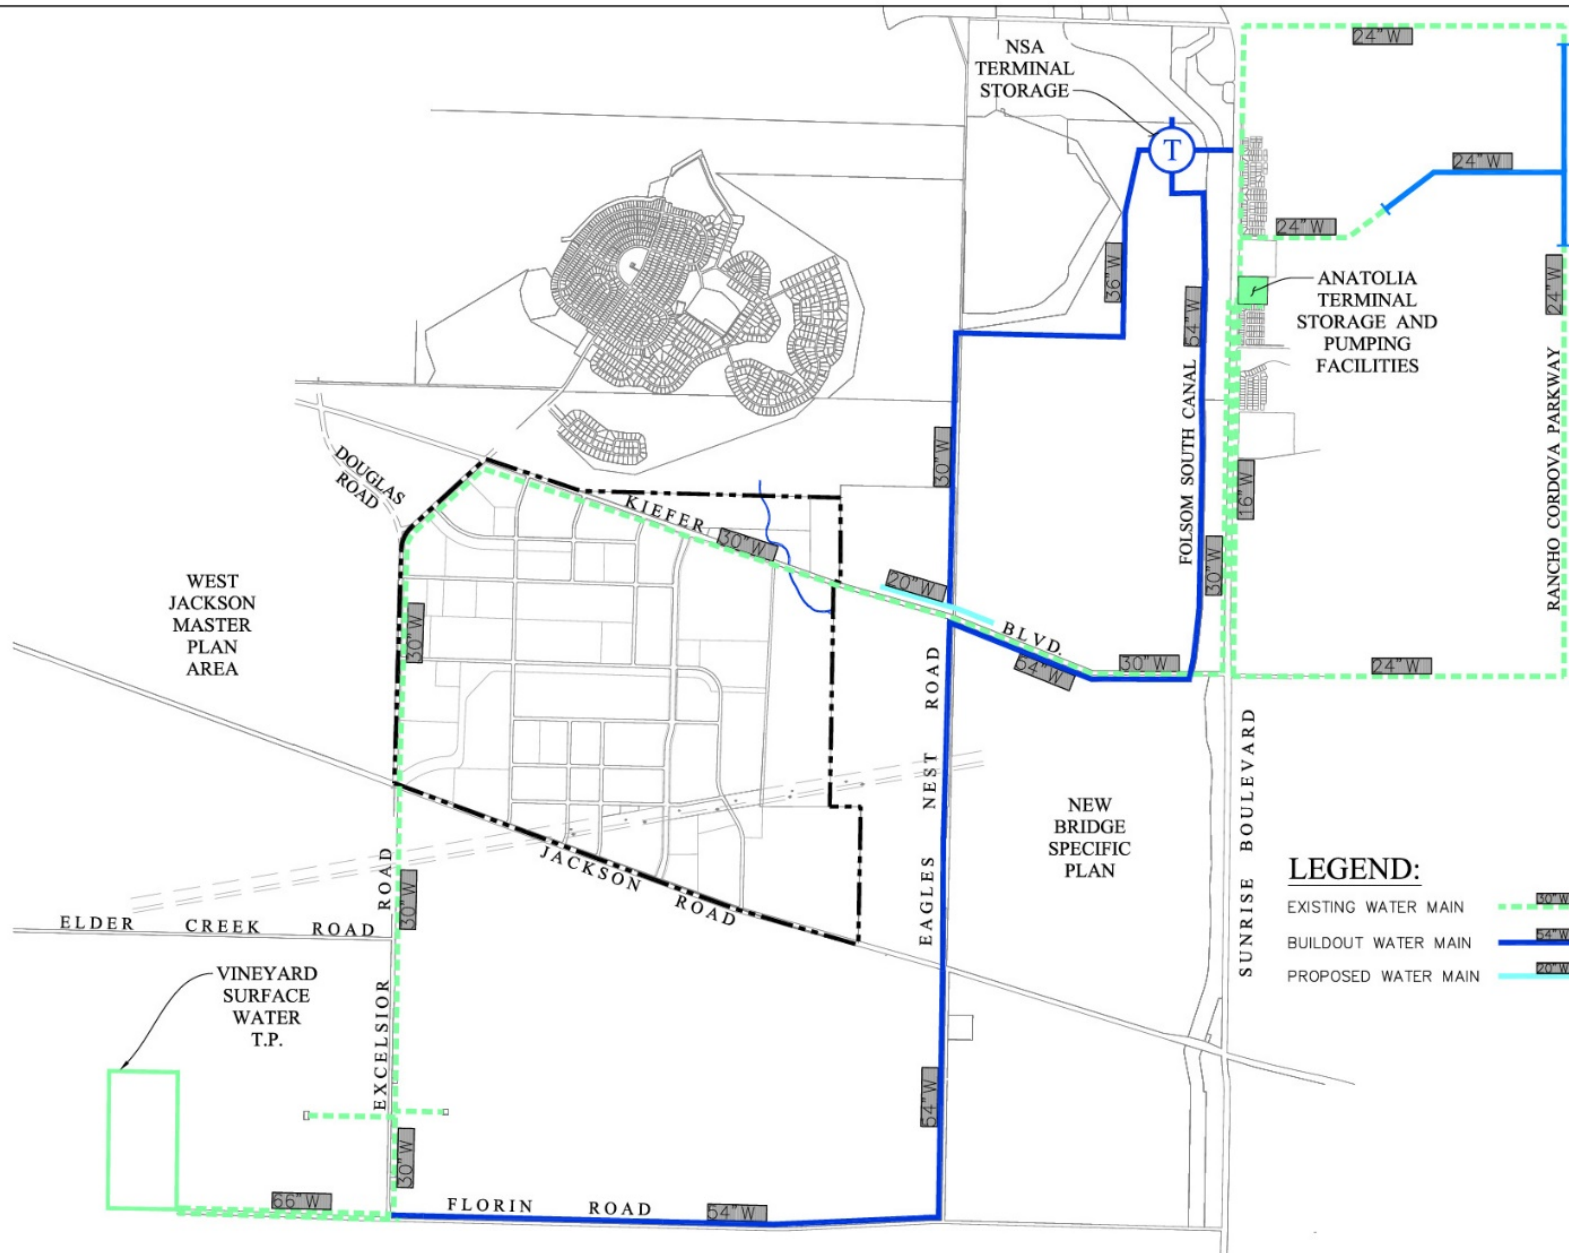 24"W
NSA
TERMINAL
STORAGE
T
24"W
24"W
36"W
54"W
24"W
ANATOLIA
TERMINAL
STORAGE AND
PUMPING
FACILITIES
FOLSOM SOUTH CANAL
RANCHO CORDOVA PARKWAY
30"W
16"W
DOUGLAS
ROAD
KIEFER
30"W
20"W
BLVD.
30"W
WEST
JACKSON
MASTER
PLAN
AREA
30"W
54"W
30"W
24"W
EAGLES NEST ROAD
SUNRISE BOULEVARD
NEW
BRIDGE
SPECIFIC
PLAN
JACKSON ROAD
EXCELSIOR ROAD
30"W
ELDER CREEK ROAD
VINEYARD
SURFACE
WATER
T.P.
54"W
30"W
66"W
FLORIN ROAD
54"W
LEGEND:
EXISTING WATER MAIN
30"W
BUILDOUT WATER MAIN
54"W
PROPOSED WATER MAIN
20"W